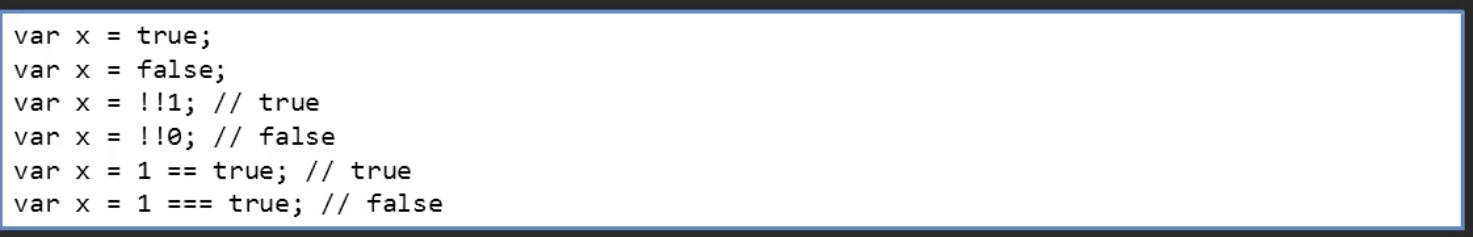 var x = true;
var x = false;
var x = !!1; // true
var x = !!0; // false
var x = 1 == true; // true
var x = 1 === true; // false